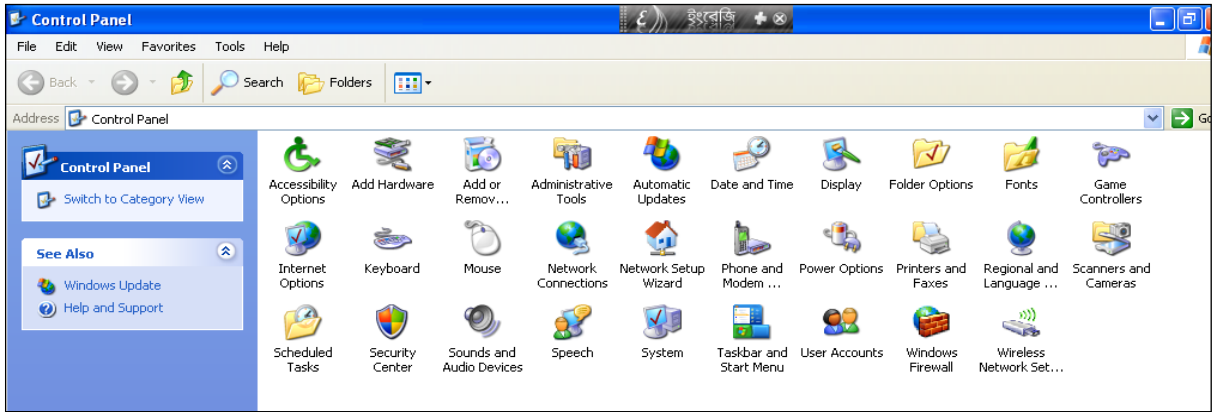 Control Panel ইংরেজি
File Edit View Favorites Tools Help
Back Search Folders
Address Control Panel
Control Panel
Switch to Category View
See Also
Windows Update
Help and Support
Accessibility Add Hardware Add or Administrative Automatic Date and Time Display Folder Options Fonts Game
Options Remov... Tools Updates Controllers
Internet Keyboard Mouse Network Network Setup Phone and Power Options Printers and Regional and Scanners and
Options Connections Wizard Modem ... Faxes Language ... Cameras
Scheduled Security Sounds and Speech System Taskbar and User Accounts Windows Wireless
Tasks Center Audio Devices Start Menu Firewall Network Set...